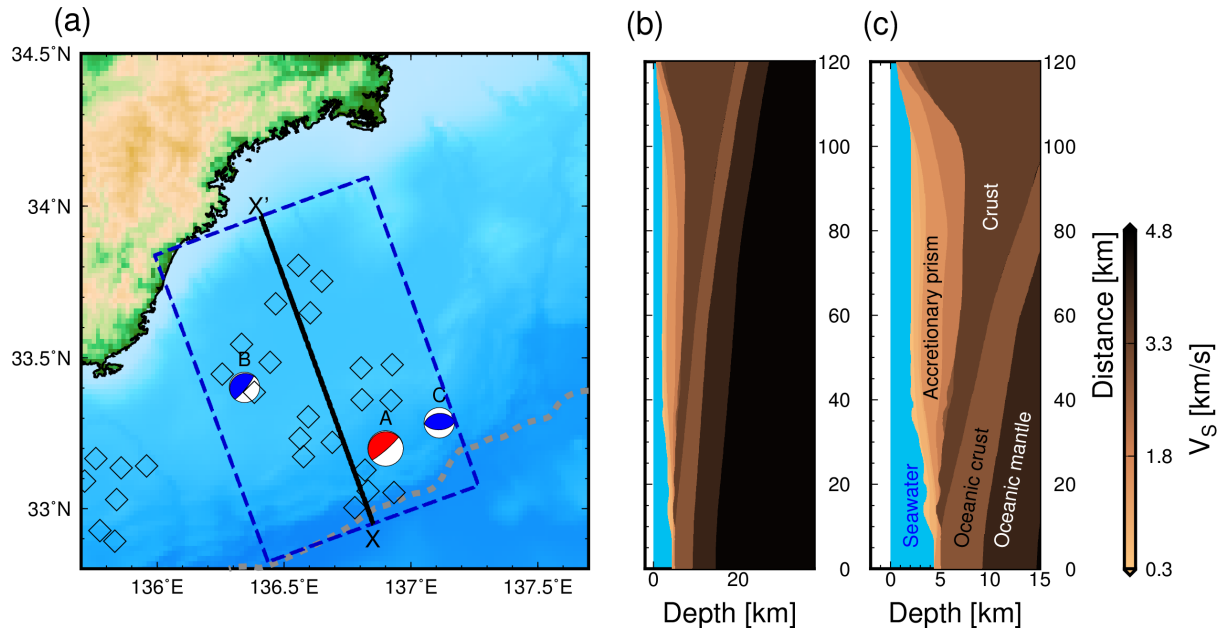 (a)
(b)
(c)
34.5˚N
34˚N
33.5˚N
33˚N
136˚E
136.5˚E
137˚E
137.5˚E
X'
X
B
A
C
120
100
80
60
40
20
0
0
20
Depth [km]
120
100
80
60
40
20
0
0
5
10
15
Depth [km]
Distance [km]
Seawater
Accretionary prism
Crust
Oceanic crust
Oceanic mantle
4.8
3.3
1.8
0.3
VS [km/s]